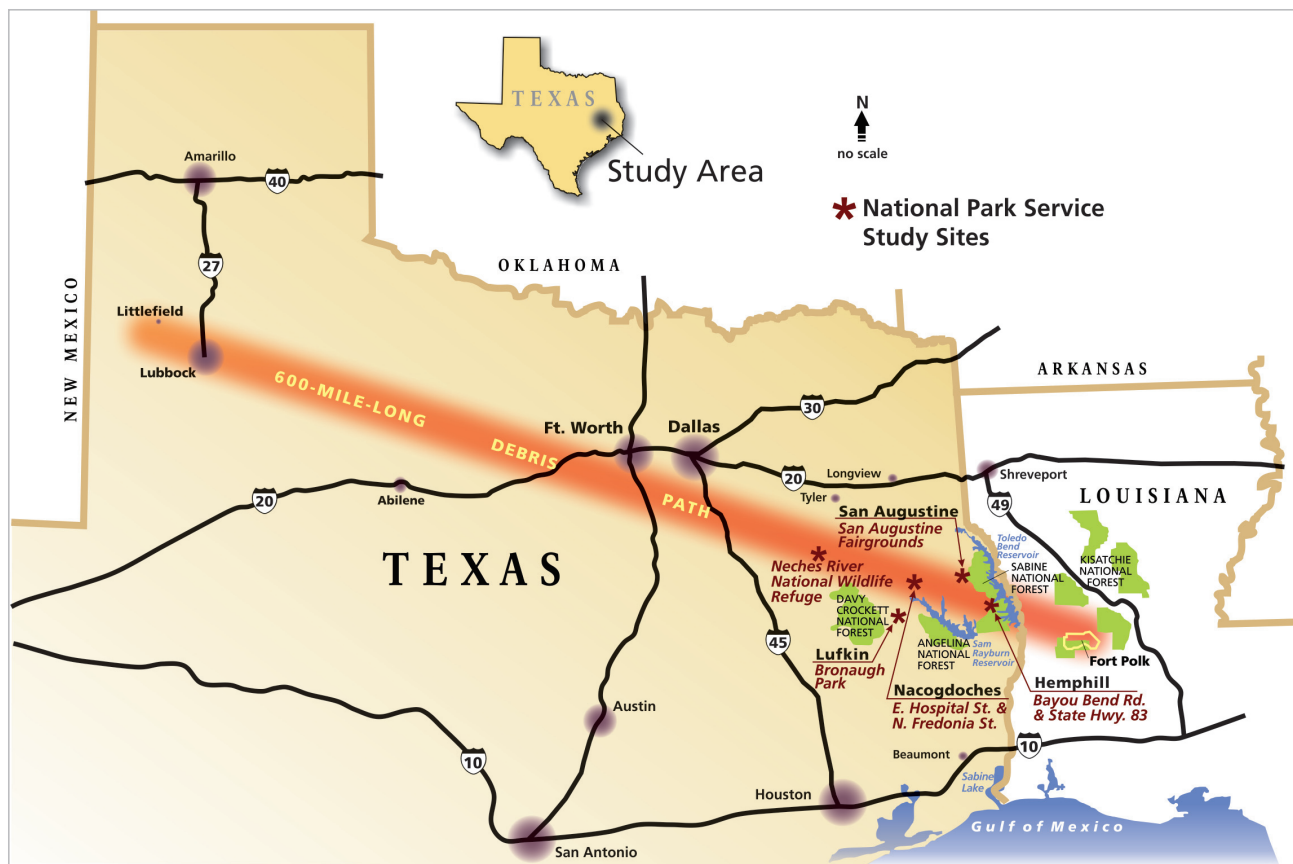 TEXAS
Study Area
N
no scale
* National Park Service
Study Sites
Amarillo
40
27
NEW MEXICO
OKLAHOMA
Littlefield
Lubbock
600-MILE-LONG
DEBRIS
PATH
ARKANSAS
30
Ft. Worth
Dallas
20
Abilene
20
Longview
Tyler
Shreveport
49
LOUISIANA
San Augustine
San Augustine
Fairgrounds
Toledo
Bend
Reservoir
SABINE
NATIONAL
FOREST
KISATCHIE
NATIONAL
FOREST
TEXAS
Neches River
National Wildlife
Refuge
DAVY
CROCKETT
NATIONAL
FOREST
45
Lufkin
Bronaugh
Park
ANGELINA
NATIONAL
FOREST
Sam
Rayburn
Reservoir
Fort Polk
Nacogdoches
E. Hospital St. &
N. Fredonia St.
Hemphill
Bayou Bend Rd.
& State Hwy. 83
Austin
10
Beaumont
10
Houston
Sabine
Lake
Gulf of Mexico
San Antonio